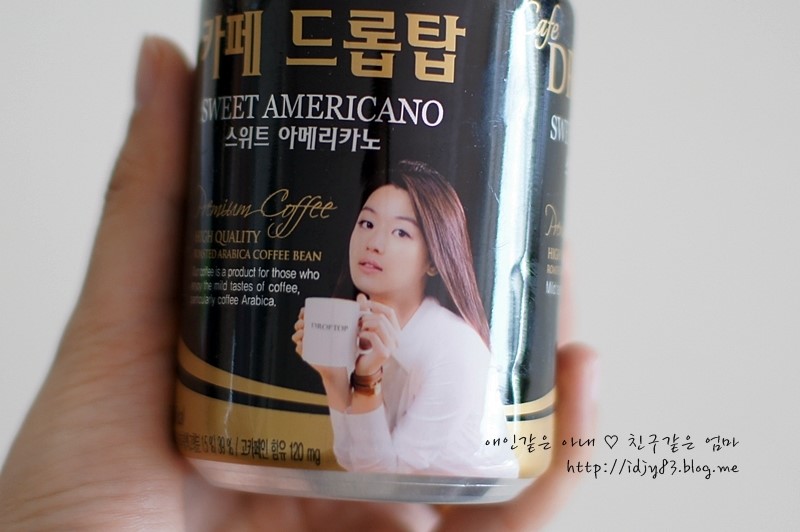 카페 드롭탑
SWEET AMERICANO
스위트 아메리카노
Premium Coffee
HIGH QUALITY
ROASTED ARABICA COFFEE BEAN
coffee is a product for those who
the mild tastes of coffee,
coffee Arabica.
DROPTOP
고카페인 함유 120 mg
Cafe
애인같은 아내 ♡ 친구같은 엄마
http://idjy83.blog.me